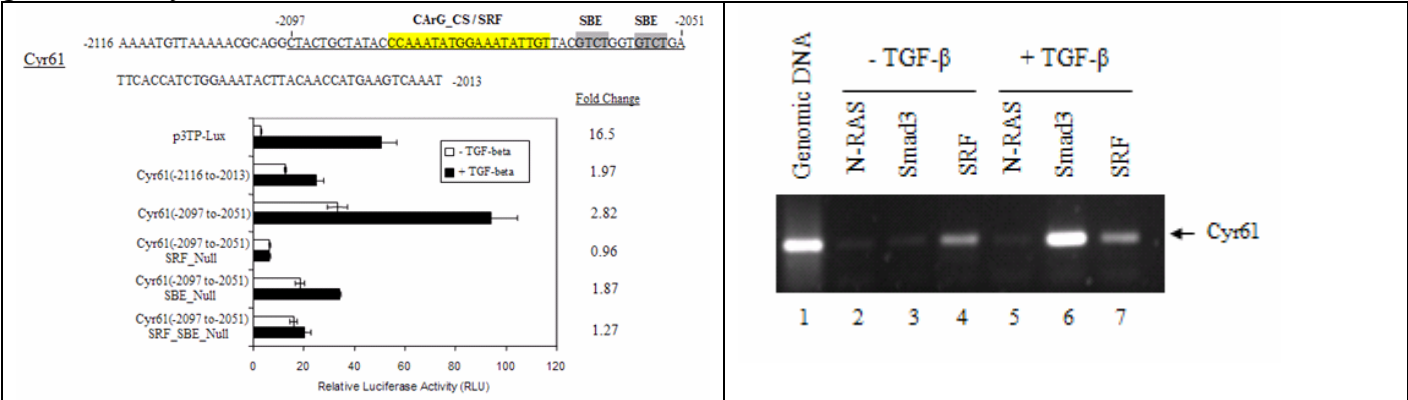 -2097 CArG_CS/SRF SBE SBE -2051
-2116 AAAATGTTAAAAACGCAGGCTACTGCTATACCCAAATATGGAAATATTGTTACGTCTGGTGTCTGA
Cyr61
TTCACCATCTGGAAATACTTACAACCATGAAGTCAAAT -2013
Fold Change
p3TP-Lux 16.5
Cyr61(-2116 to-2013) 1.97
Cyr61(-2097 to-2051) 2.82
Cyr61(-2097 to-2051) 0.96
SRF_Null
Cyr61(-2097 to-2051) 1.87
SBE_Null
Cyr61(-2097 to-2051) 1.27
SRF_SBE_Null
- TGF-beta
+ TGF-beta
0 20 40 60 80 100 120
Relative Luciferase Activity (RLU)
- TGF-β + TGF-β
Genomic DNA N-RAS Smad3 SRF N-RAS Smad3 SRF
Cyr61
1 2 3 4 5 6 7